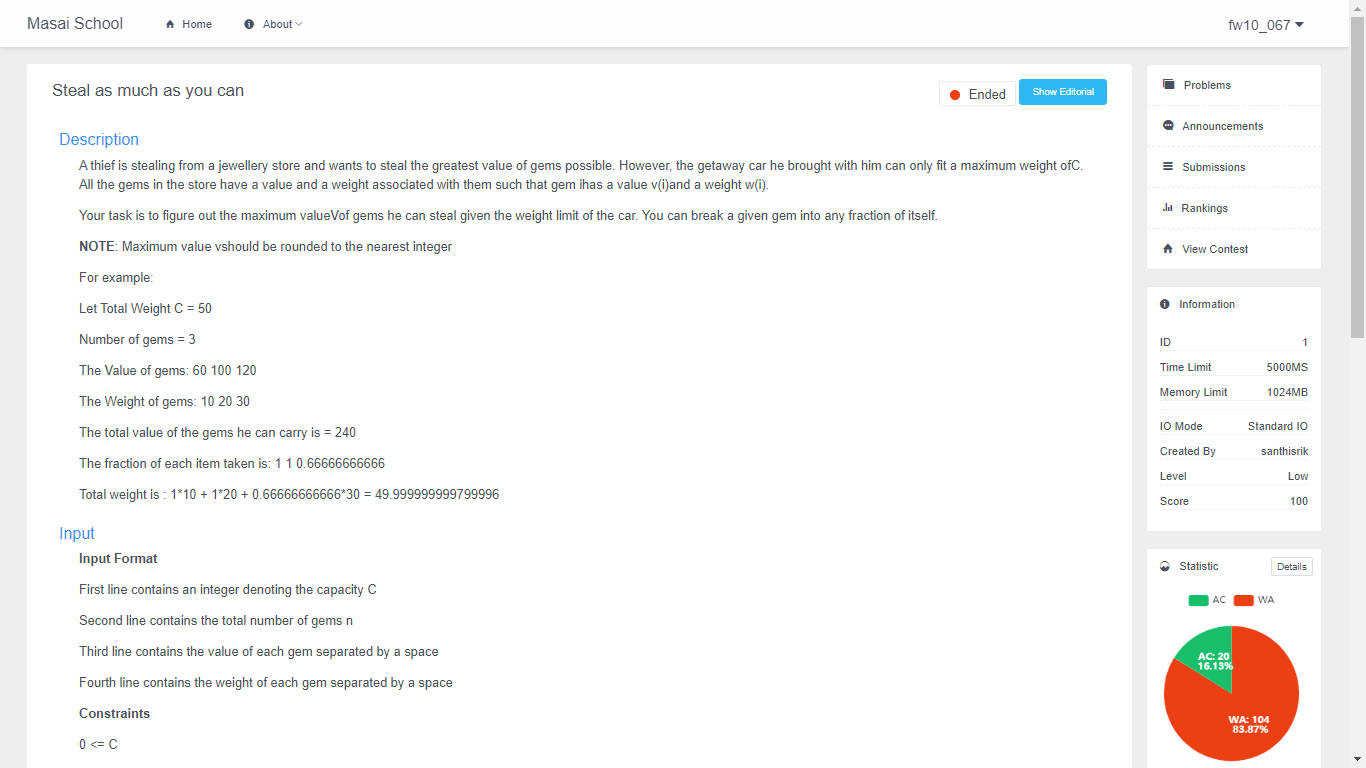 Masai School Home About fw10_067
Steal as much as you can
Ended Show Editorial
Description
A thief is stealing from a jewellery store and wants to steal the greatest value of gems possible. However, the getaway car he brought with him can only fit a maximum weight ofC.
All the gems in the store have a value and a weight associated with them such that gem ihas a value v(i)and a weight w(i).
Your task is to figure out the maximum valueVof gems he can steal given the weight limit of the car. You can break a given gem into any fraction of itself.
NOTE: Maximum value vshould be rounded to the nearest integer
For example:
Let Total Weight C = 50
Number of gems = 3
The Value of gems: 60 100 120
The Weight of gems: 10 20 30
The total value of the gems he can carry is = 240
The fraction of each item taken is: 1 1 0.66666666666
Total weight is : 1*10 + 1*20 + 0.66666666666*30 = 49.999999999799996
Input
Input Format
First line contains an integer denoting the capacity C
Second line contains the total number of gems n
Third line contains the value of each gem separated by a space
Fourth line contains the weight of each gem separated by a space
Constraints
0 <= C
Problems
Announcements
Submissions
Rankings
View Contest
Information
ID 1
Time Limit 5000MS
Memory Limit 1024MB
IO Mode Standard IO
Created By santhisrik
Level Low
Score 100
Statistic Details
AC WA
AC: 20
16.13%
WA: 104
83.87%